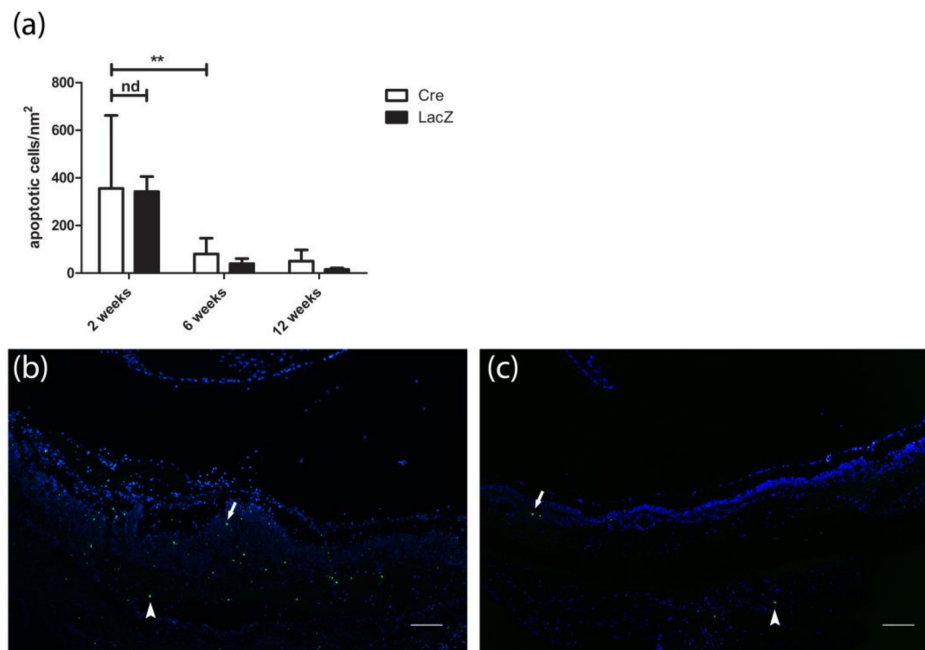 (a)
**
nd
800
600
400
200
0
apoptotic cells/nm²
Cre
LacZ
2 weeks
6 weeks
12 weeks
(b)
(c)